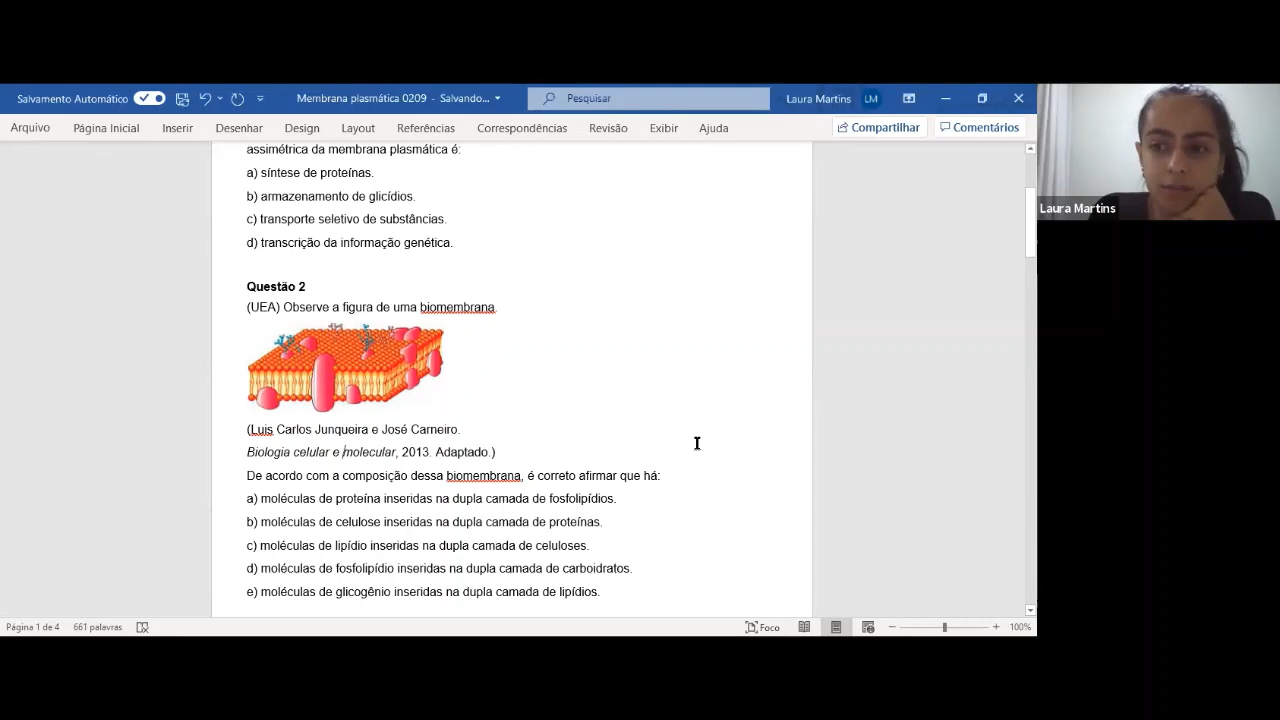 Salvamento Automático
Membrana plasmática 0209 - Salvando...
Pesquisar
Laura Martins LM
Arquivo Página Inicial Inserir Desenhar Design Layout Referências Correspondências Revisão Exibir Ajuda Compartilhar Comentários
assimétrica da membrana plasmática é:
a) síntese de proteínas.
b) armazenamento de glicídios.
c) transporte seletivo de substâncias.
d) transcrição da informação genética.
Questão 2
(UEA) Observe a figura de uma biomembrana.
(Luis Carlos Junqueira e José Carneiro.
Biologia celular e molecular, 2013. Adaptado.)
De acordo com a composição dessa biomembrana, é correto afirmar que há:
a) moléculas de proteína inseridas na dupla camada de fosfolipídios.
b) moléculas de celulose inseridas na dupla camada de proteínas.
c) moléculas de lipídio inseridas na dupla camada de celuloses.
d) moléculas de fosfolipídio inseridas na dupla camada de carboidratos.
e) moléculas de glicogênio inseridas na dupla camada de lipídios.
Página 1 de 4 661 palavras
Foco
100%
Laura Martins